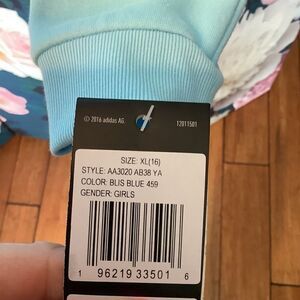 © 2016 adidas AG.
12011501
SIZE: XL(16)
STYLE: AA3020 AB38 YA
COLOR: BLIS BLUE 459
GENDER: GIRLS
1 96219 33501 6